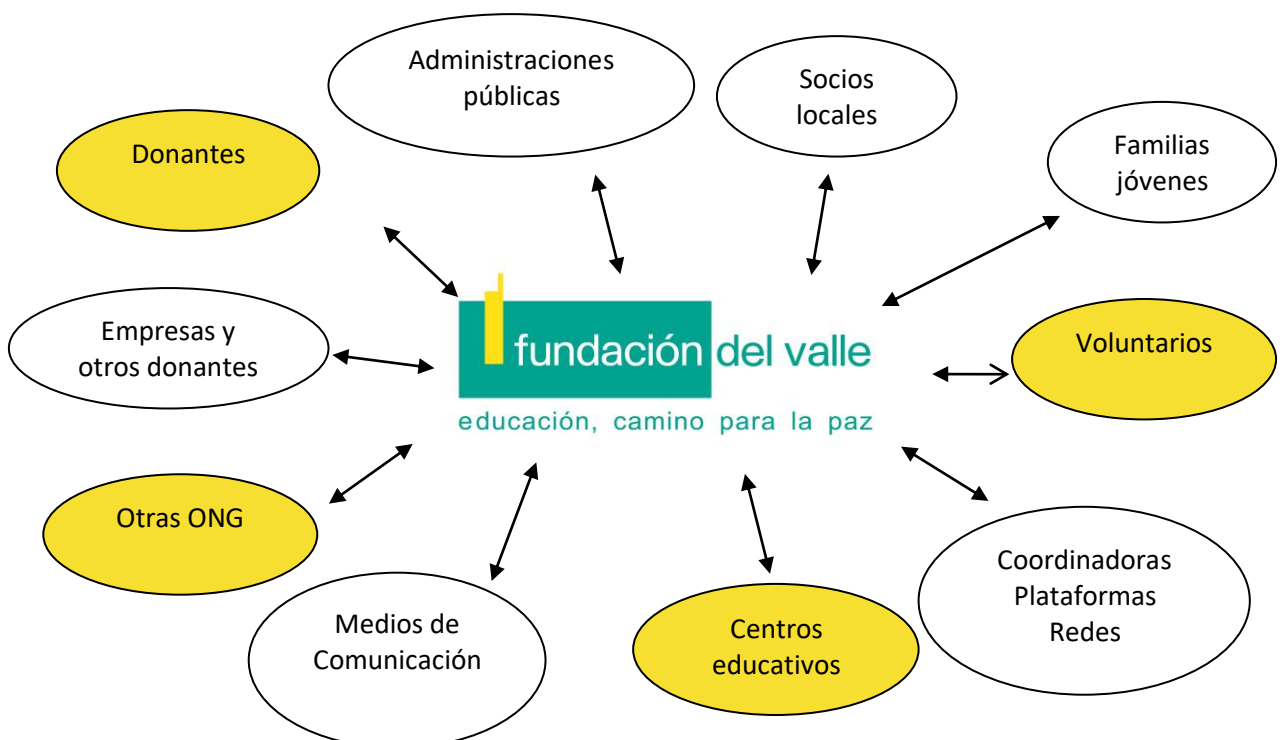 Administraciones
públicas
Socios
locales
Donantes
Familias
jóvenes
Empresas y
otros donantes
fundación del valle
educación, camino para la paz
Voluntarios
Otras ONG
Coordinadoras
Plataformas
Redes
Medios de
Comunicación
Centros
educativos